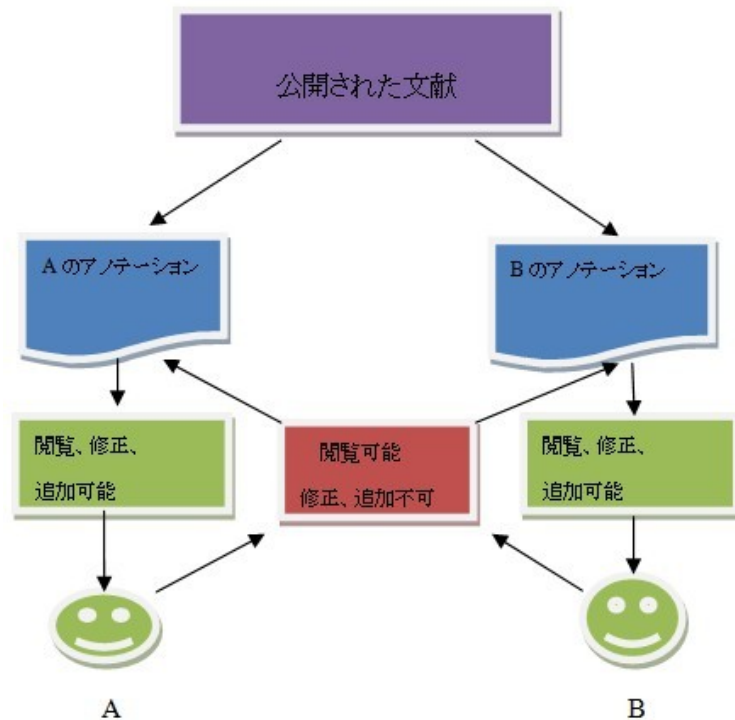 公開された文献
Aのアノテーション
Bのアノテーション
閲覧、修正、
追加可能
閲覧可能
修正、追加不可
閲覧、修正、
追加可能
A
B